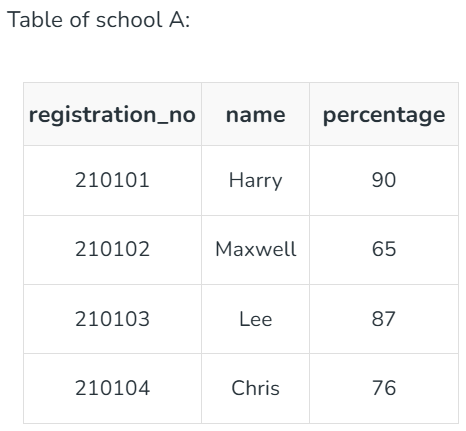 Table of school A:
registration_no name percentage
210101 Harry 90
210102 Maxwell 65
210103 Lee 87
210104 Chris 76